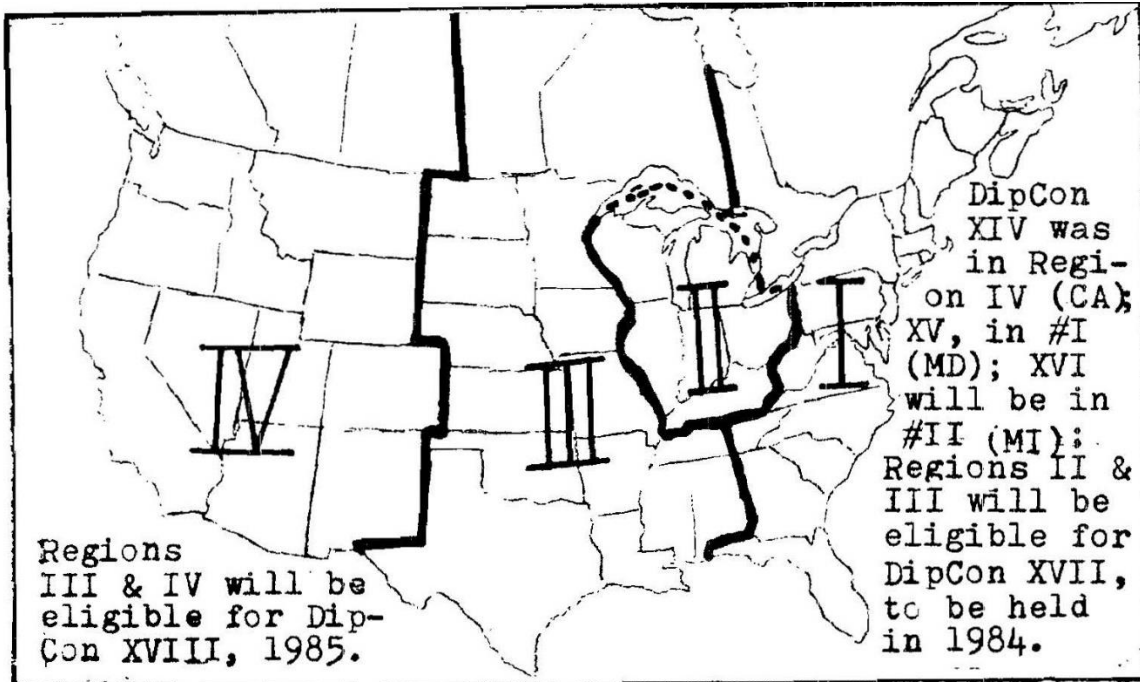 DipCon
XIV was
in Regi-
on IV (CA);
XV, in #I
(MD); XVI
will be in
#II (MI);
Regions II &
III will be
eligible for
DipCon XVII,
to be held
in 1984.
IV
III
II
I
Regions
III & IV will be
eligible for Dip-
Con XVIII, 1985.